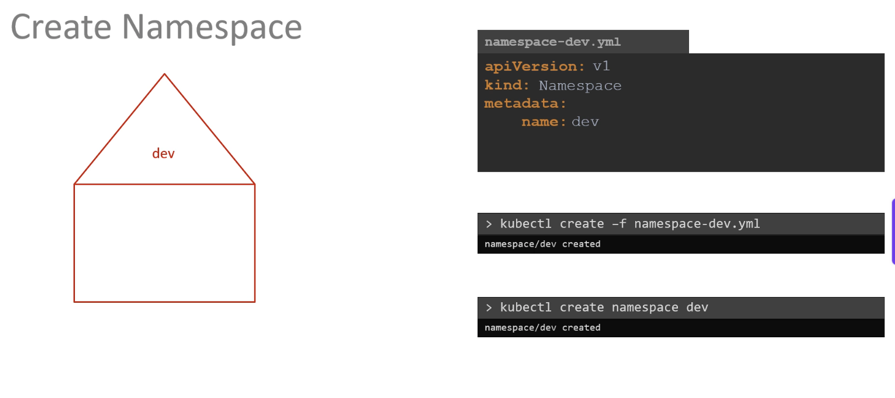 Create Namespace
dev
namespace-dev.yml
apiVersion: v1
kind: Namespace
metadata:
name: dev
> kubectl create –f namespace-dev.yml
namespace/dev created
> kubectl create namespace dev
namespace/dev created